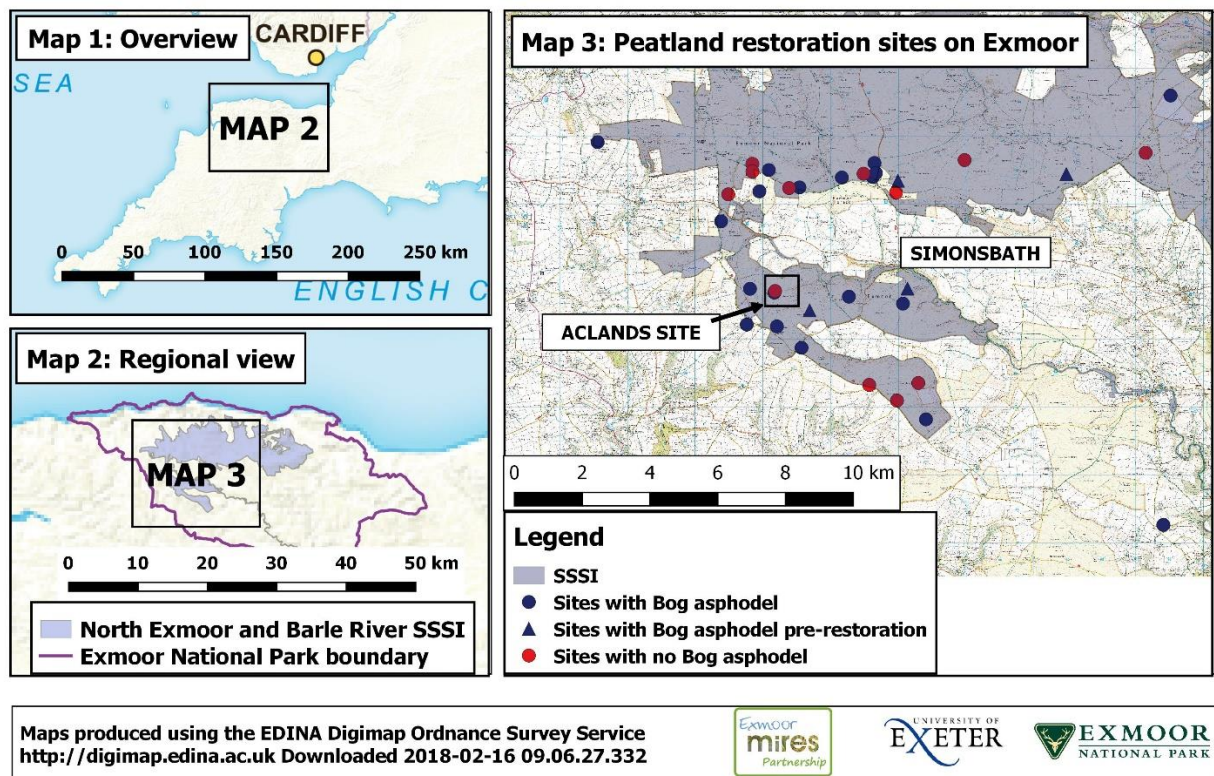 Map 1: Overview
CARDIFF
SEA
MAP 2
0 50 100 150 200 250 km
ENGLISH C
Map 2: Regional view
MAP 3
0 10 20 30 40 50 km
North Exmoor and Barle River SSSI
Exmoor National Park boundary
Map 3: Peatland restoration sites on Exmoor
Exmoor National Park
SIMONSBATH
ACLANDS SITE
0 2 4 6 8 10 km
Legend
SSSI
Sites with Bog asphodel
Sites with Bog asphodel pre-restoration
Sites with no Bog asphodel
Maps produced using the EDINA Digimap Ordnance Survey Service
http://digimap.edina.ac.uk Downloaded 2018-02-16 09.06.27.332
Exmoor
mires
Partnership
UNIVERSITY OF
EXETER
EXMOOR
NATIONAL PARK